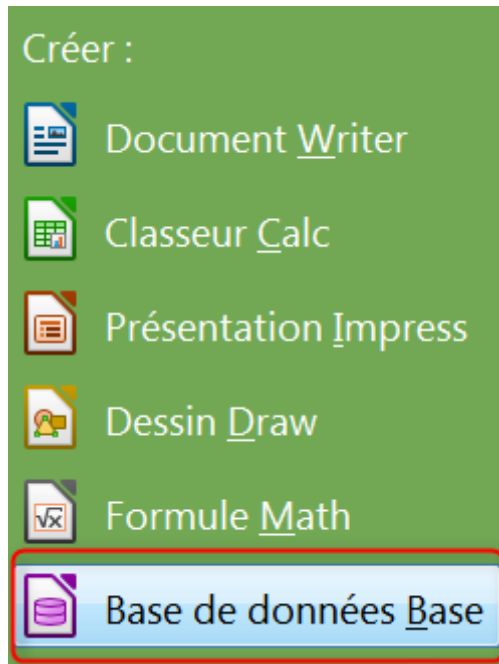 Créer :
Document Writer
Classeur Calc
Présentation Impress
Dessin Draw
Formule Math
Base de données Base